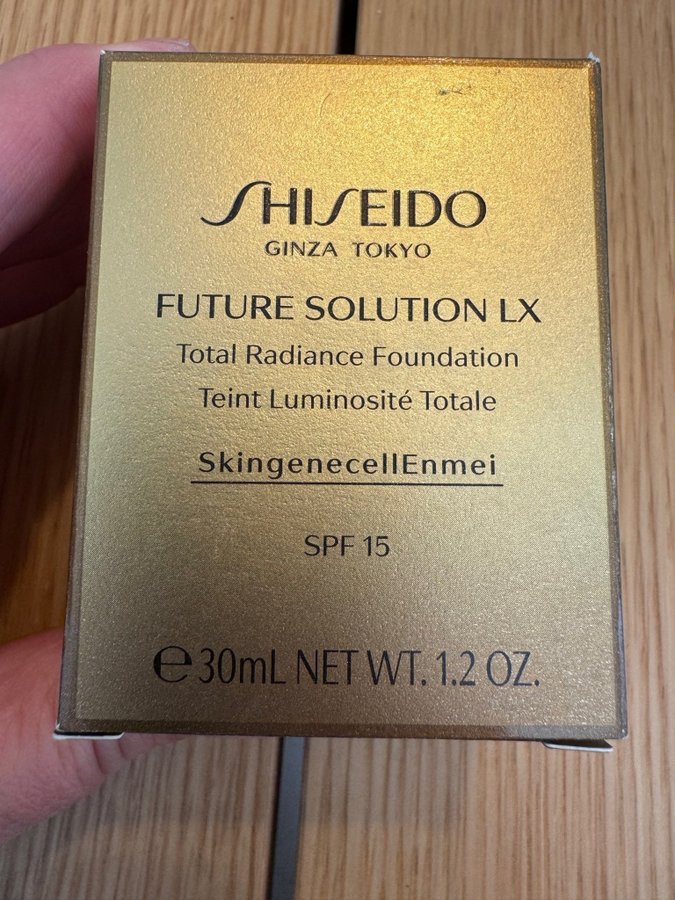 SHISEIDO
GINZA TOKYO
FUTURE SOLUTION LX
Total Radiance Foundation
Teint Luminosité Totale
SkingenecellEnmei
SPF 15
℮30mL NET WT. 1.2 OZ.